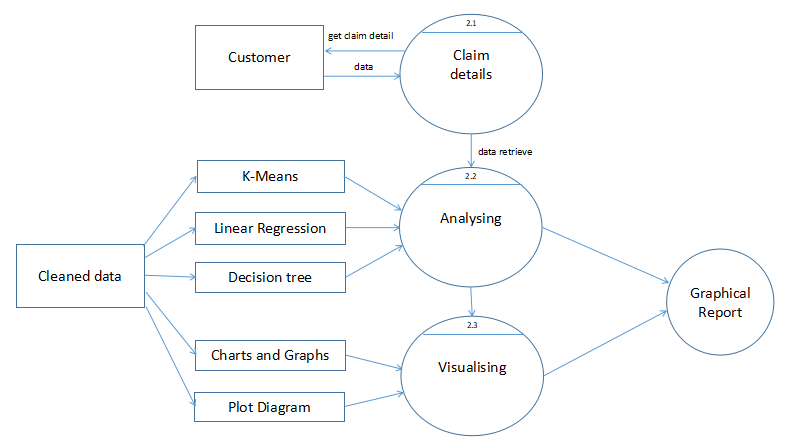 2.1
get claim detail
Customer
Claim
details
data
data retrieve
K-Means
2.2
Linear Regression
Analysing
Cleaned data
Decision tree
Graphical
Report
2.3
Charts and Graphs
Visualising
Plot Diagram